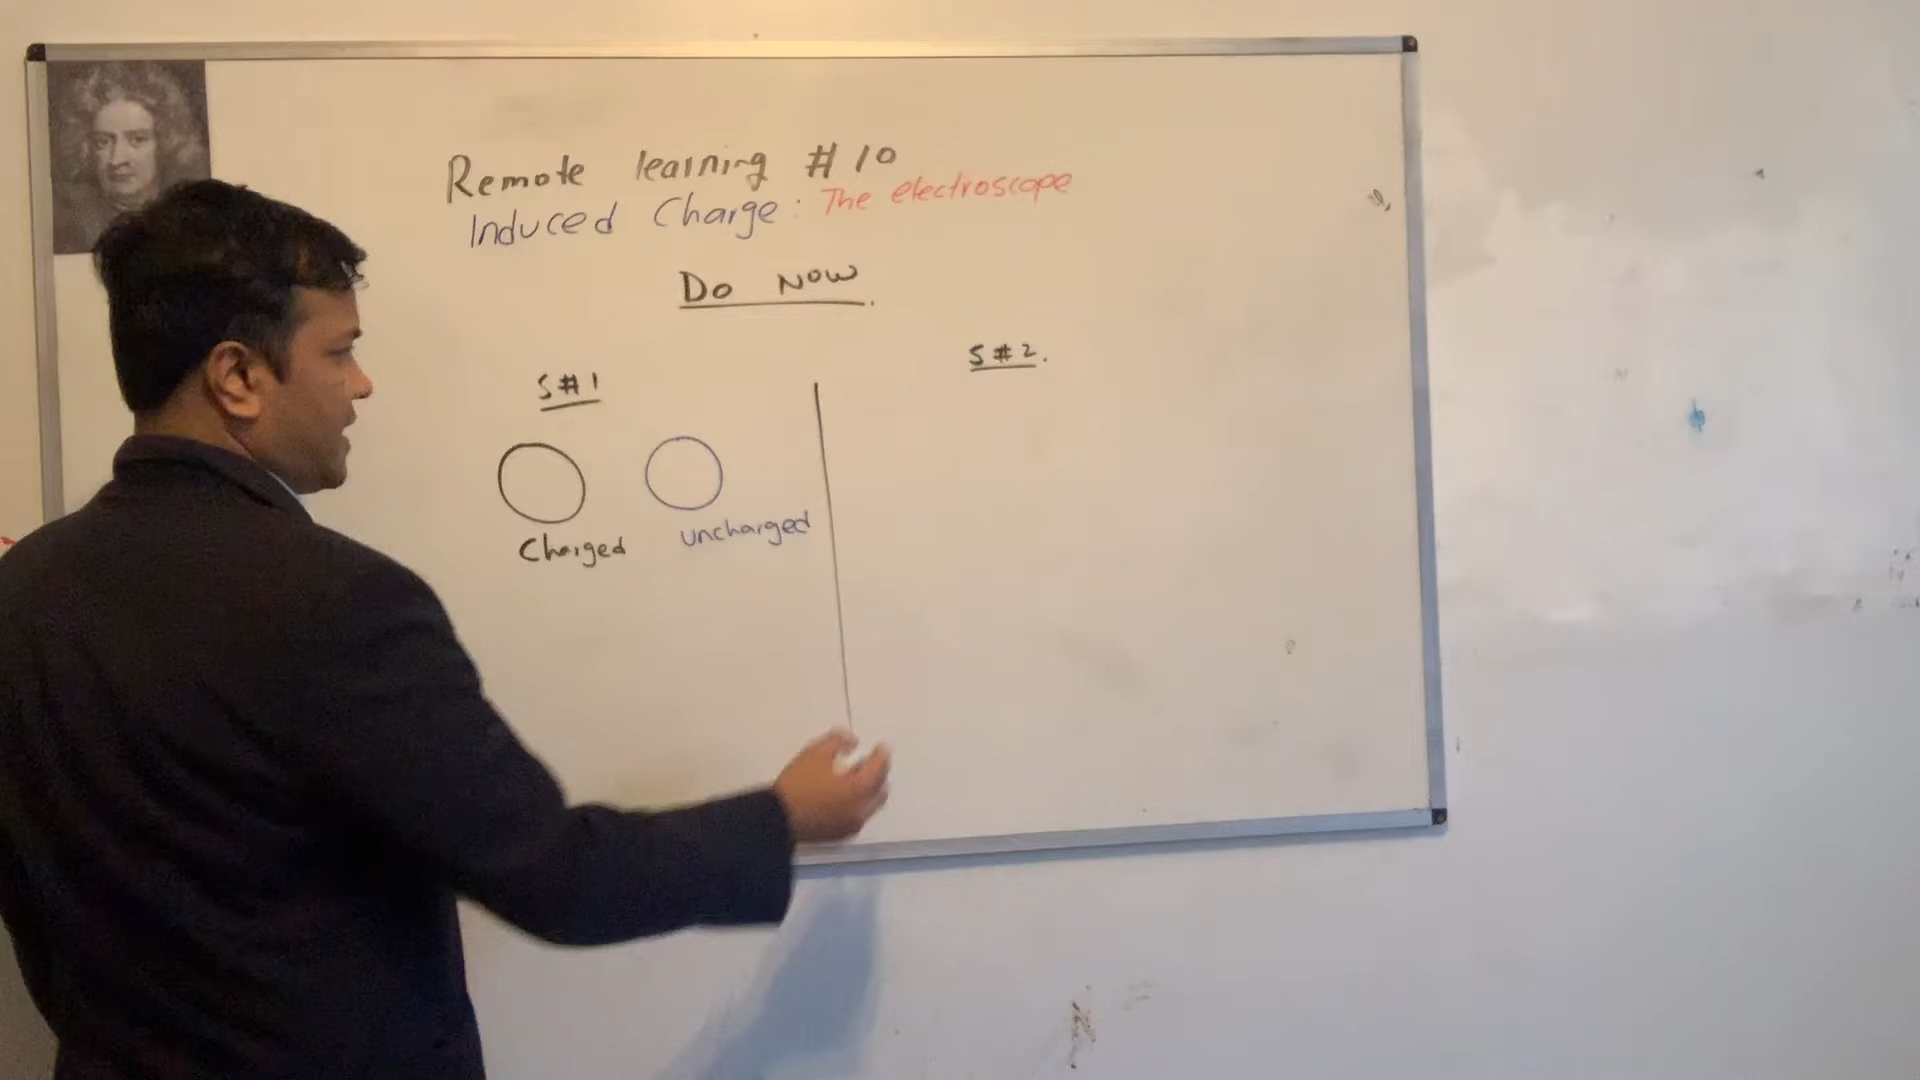 Remote learning #10
Induced Charge: The electroscope
Do Now.
S#1
S#2.
Charged
uncharged